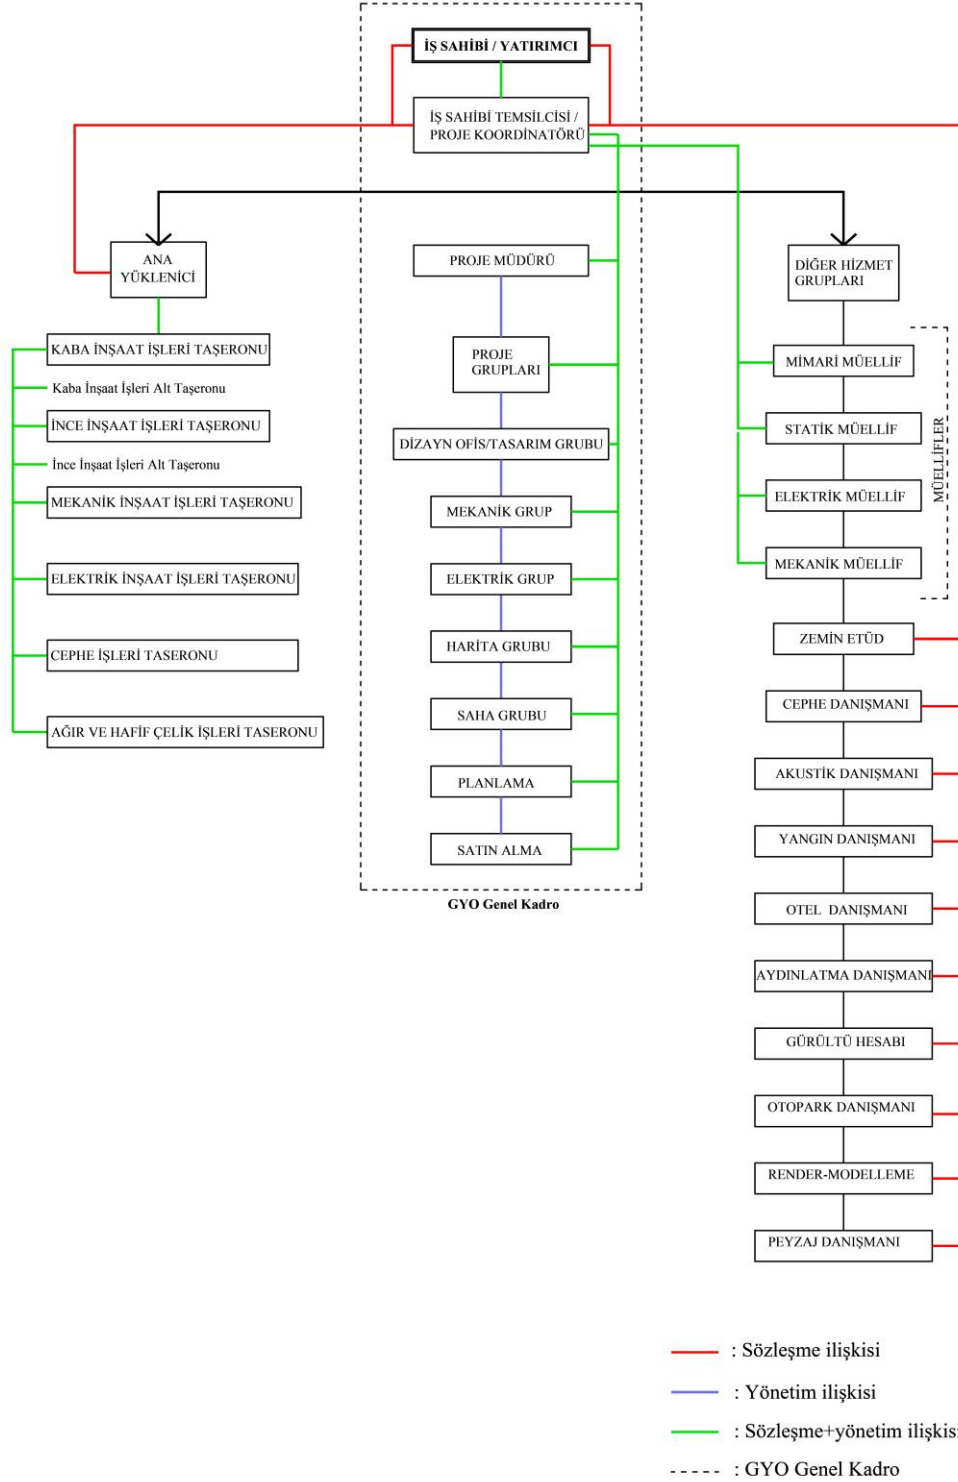 İŞ SAHİBİ / YATIRIMCI
İŞ SAHİBİ TEMSİLCİSİ /
PROJE KOORDİNATÖRÜ
ANA
YÜKLENİCİ
KABA İNŞAAT İŞLERİ TAŞERONU
Kaba İnşaat İşleri Alt Taşeronu
İNCE İNŞAAT İŞLERİ TAŞERONU
İnce İnşaat İşleri Alt Taşeronu
MEKANİK İNŞAAT İŞLERİ TAŞERONU
ELEKTRİK İNŞAAT İŞLERİ TAŞERONU
CEPHE İŞLERİ TASERONU
AĞIR VE HAFİF ÇELİK İŞLERİ TASERONU
PROJE MÜDÜRÜ
PROJE
GRUPLARI
DİZAYN OFİS/TASARIM GRUBU
MEKANİK GRUP
ELEKTRİK GRUP
HARİTA GRUBU
SAHA GRUBU
PLANLAMA
SATIN ALMA
GYO Genel Kadro
DİĞER HİZMET
GRUPLARI
MİMARİ MÜELLİF
STATİK MÜELLİF
ELEKTRİK MÜELLİF
MEKANİK MÜELLİF
MÜELLİFLER
ZEMİN ETÜD
CEPHE DANIŞMANI
AKUSTİK DANIŞMANI
YANGIN DANIŞMANI
OTEL DANIŞMANI
AYDINLATMA DANIŞMANI
GÜRÜLTÜ HESABI
OTOPARK DANIŞMANI
RENDER-MODELLEME
PEYZAJ DANIŞMANI
: Sözleşme ilişkisi
: Yönetim ilişkisi
: Sözleşme+yönetim ilişkisi
: GYO Genel Kadro